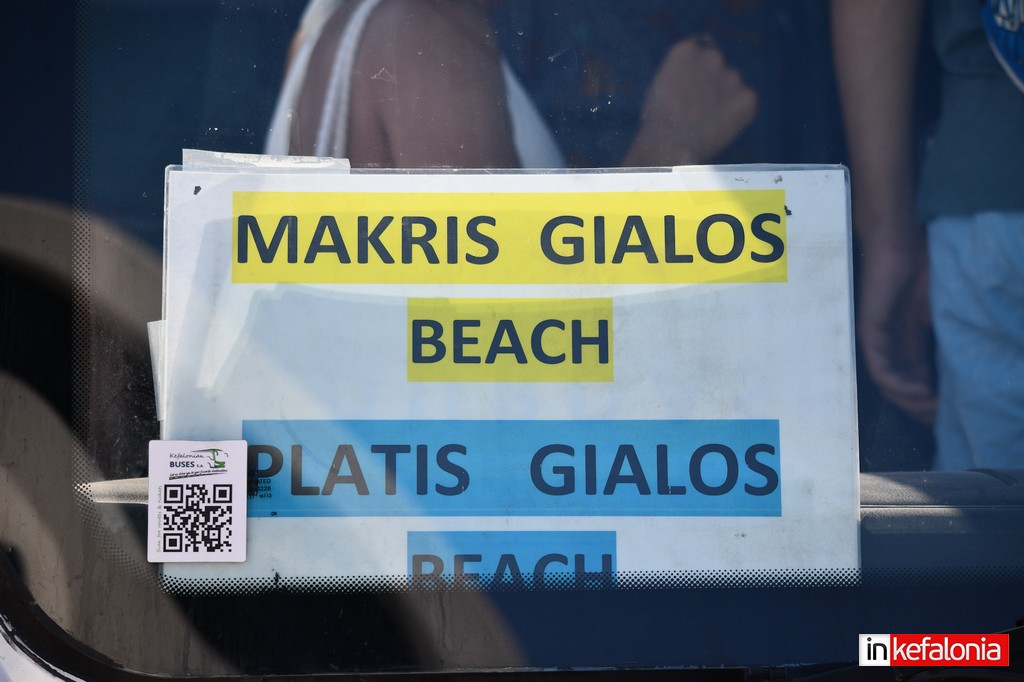 MAKRIS GIALOS
BEACH
PLATIS GIALOS
BEACH
Kefalonian
BUSES S.A.
inkefalonia